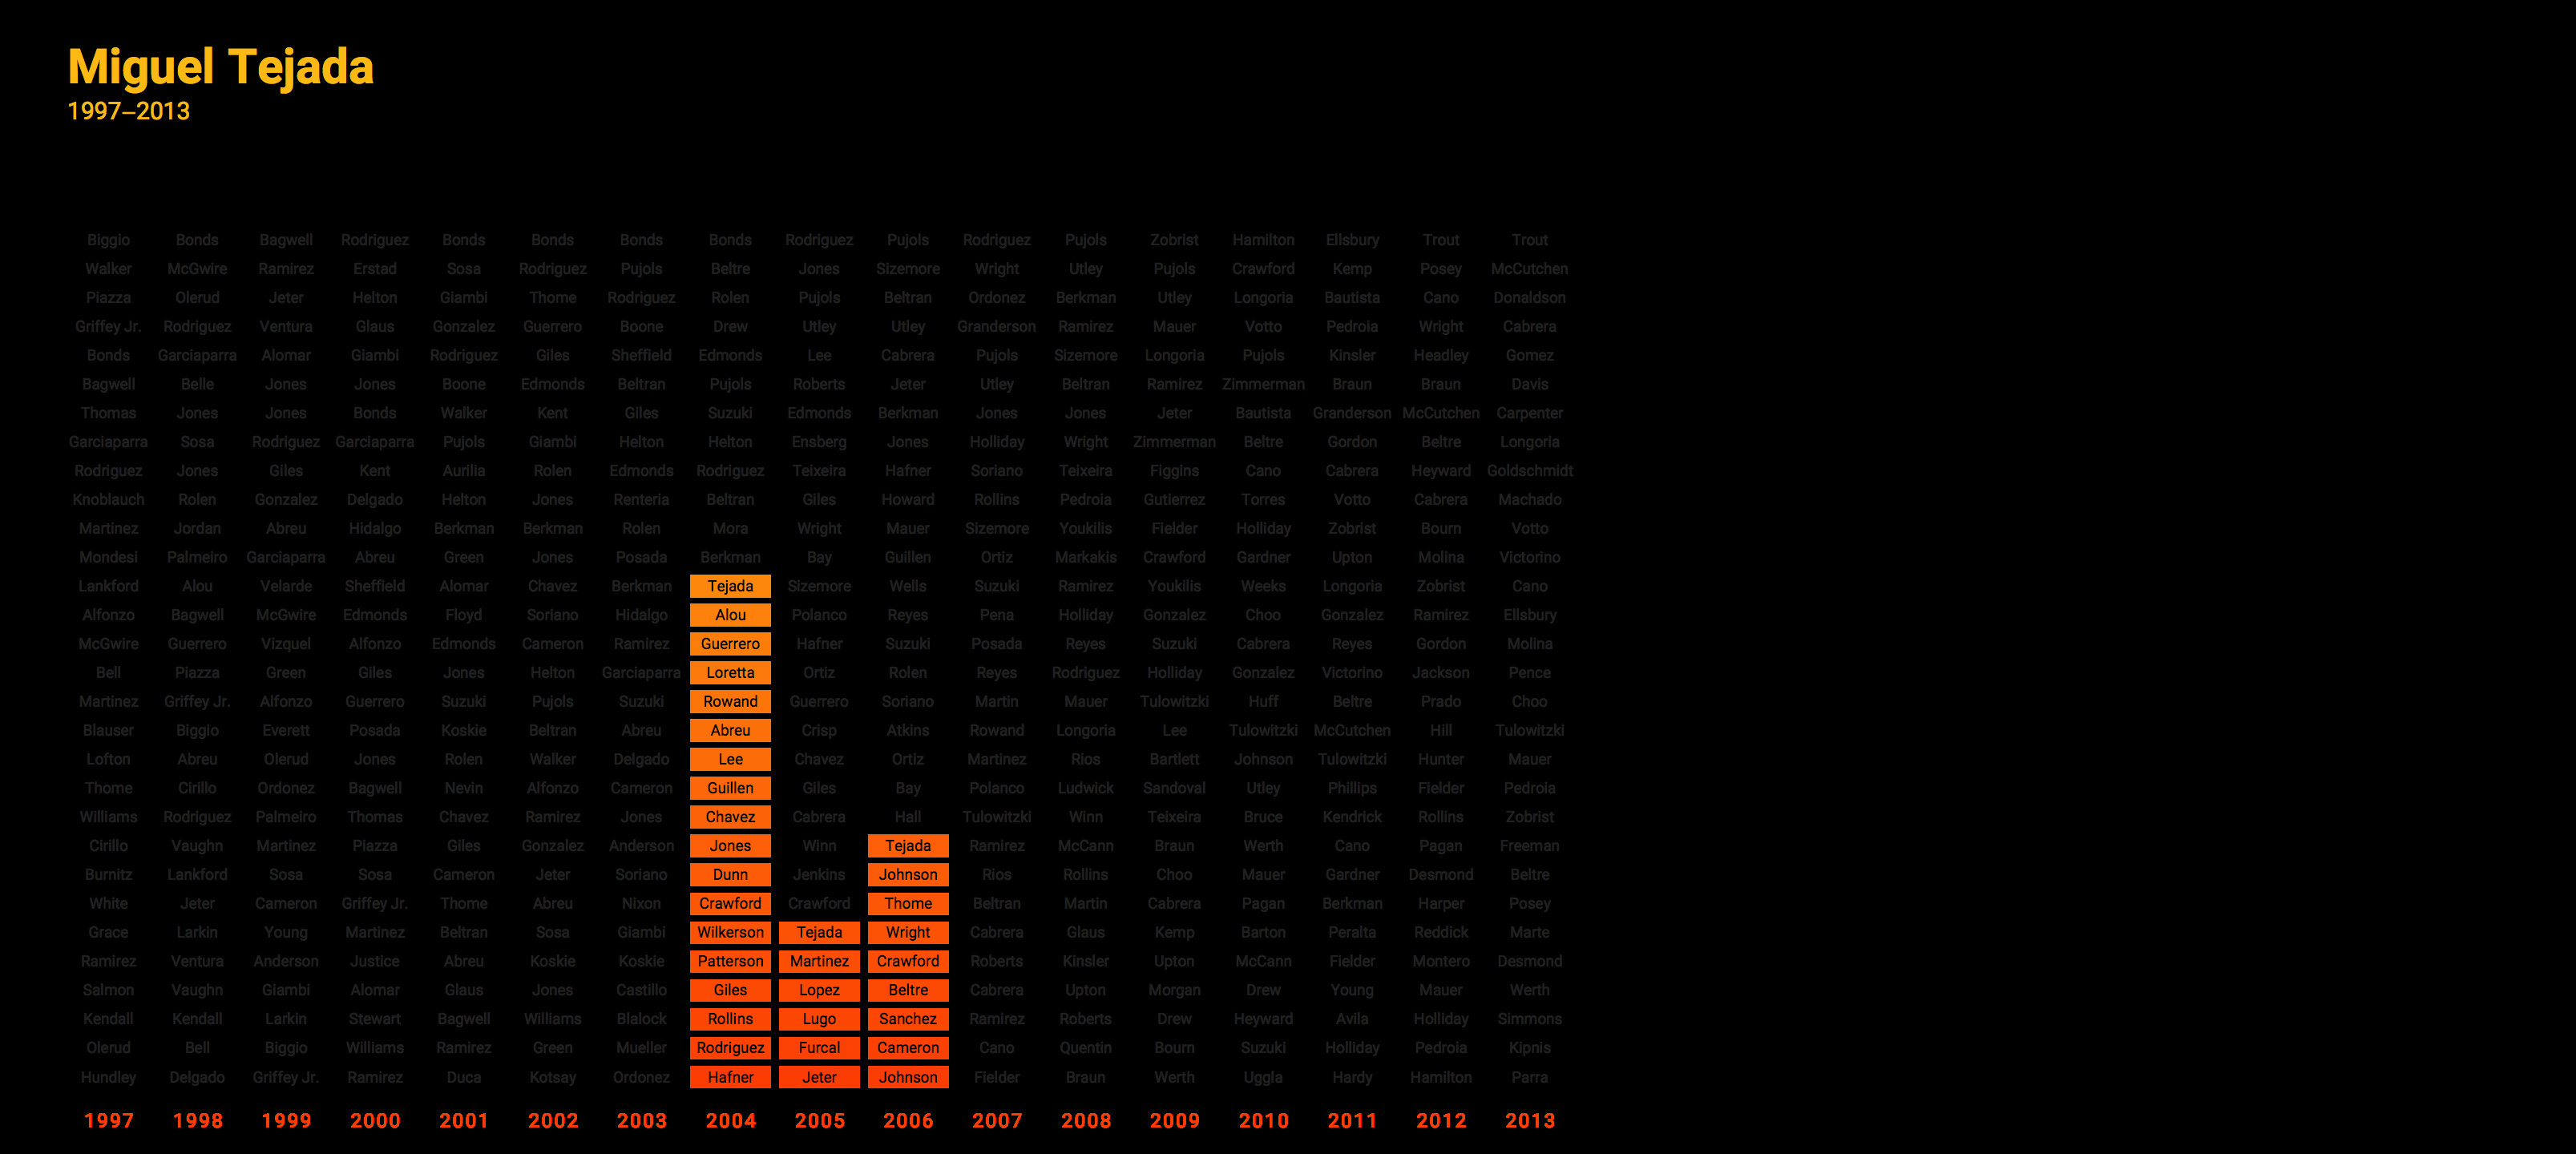 Miguel Tejada
1997–2013
Biggio Bonds Bagwell Rodriguez Bonds Bonds Bonds Bonds Rodriguez Pujols Rodriguez Pujols Zobrist Hamilton Ellsbury Trout Trout
Walker McGwire Ramirez Erstad Sosa Rodriguez Pujols Beltre Jones Sizemore Wright Utley Pujols Crawford Kemp Posey McCutchen
Piazza Olerud Jeter Helton Giambi Thome Rodriguez Rolen Pujols Beltran Ordonez Berkman Utley Longoria Bautista Cano Donaldson
Griffey Jr. Rodriguez Ventura Glaus Gonzalez Guerrero Boone Drew Utley Utley Granderson Ramirez Mauer Votto Pedroia Wright Cabrera
Bonds Garciaparra Alomar Giambi Rodriguez Giles Sheffield Edmonds Lee Cabrera Pujols Sizemore Longoria Pujols Kinsler Headley Gomez
Bagwell Belle Jones Jones Boone Edmonds Beltran Pujols Roberts Jeter Utley Beltran Ramirez Zimmerman Braun Braun Davis
Thomas Jones Jones Bonds Walker Kent Giles Suzuki Edmonds Berkman Jones Jones Jeter Bautista Granderson McCutchen Carpenter
Garciaparra Sosa Rodriguez Garciaparra Pujols Giambi Helton Helton Ensberg Jones Holliday Wright Zimmerman Beltre Gordon Beltre Longoria
Rodriguez Jones Giles Kent Aurilia Rolen Edmonds Rodriguez Teixeira Hafner Soriano Teixeira Figgins Cano Cabrera Heyward Goldschmidt
Knoblauch Rolen Gonzalez Delgado Helton Jones Renteria Beltran Giles Howard Rollins Pedroia Gutierrez Torres Votto Cabrera Machado
Martinez Jordan Abreu Hidalgo Berkman Berkman Rolen Mora Wright Mauer Sizemore Youkilis Fielder Holliday Zobrist Bourn Votto
Mondesi Palmeiro Garciaparra Abreu Green Jones Posada Berkman Bay Guillen Ortiz Markakis Crawford Gardner Upton Molina Victorino
Lankford Alou Velarde Sheffield Alomar Chavez Berkman Tejada Sizemore Wells Suzuki Ramirez Youkilis Weeks Longoria Zobrist Cano
Alfonzo Bagwell McGwire Edmonds Floyd Soriano Hidalgo Alou Polanco Reyes Pena Holliday Gonzalez Choo Gonzalez Ramirez Ellsbury
McGwire Guerrero Vizquel Alfonzo Edmonds Cameron Ramirez Guerrero Hafner Suzuki Posada Reyes Suzuki Cabrera Reyes Gordon Molina
Bell Piazza Green Giles Jones Helton Garciaparra Loretta Ortiz Rolen Reyes Rodriguez Holliday Gonzalez Victorino Jackson Pence
Martinez Griffey Jr. Alfonzo Guerrero Suzuki Pujols Suzuki Rowand Guerrero Soriano Martin Mauer Tulowitzki Huff Beltre Prado Choo
Blauser Biggio Everett Posada Koskie Beltran Abreu Abreu Crisp Atkins Rowand Longoria Lee Tulowitzki McCutchen Hill Tulowitzki
Lofton Abreu Olerud Jones Rolen Walker Delgado Lee Chavez Ortiz Martinez Rios Bartlett Johnson Tulowitzki Hunter Mauer
Thome Cirillo Ordonez Bagwell Nevin Alfonzo Cameron Guillen Giles Bay Polanco Ludwick Sandoval Utley Phillips Fielder Pedroia
Williams Rodriguez Palmeiro Thomas Chavez Ramirez Jones Chavez Cabrera Hall Tulowitzki Winn Teixeira Bruce Kendrick Rollins Zobrist
Cirillo Vaughn Martinez Piazza Giles Gonzalez Anderson Jones Winn Tejada Ramirez McCann Braun Werth Cano Pagan Freeman
Burnitz Lankford Sosa Sosa Cameron Jeter Soriano Dunn Jenkins Johnson Rios Rollins Choo Mauer Gardner Desmond Beltre
White Jeter Cameron Griffey Jr. Thome Abreu Nixon Crawford Crawford Thome Beltran Martin Cabrera Pagan Berkman Harper Posey
Grace Larkin Young Martinez Beltran Sosa Giambi Wilkerson Tejada Wright Cabrera Glaus Kemp Barton Peralta Reddick Marte
Ramirez Ventura Anderson Justice Abreu Koskie Koskie Patterson Martinez Crawford Roberts Kinsler Upton McCann Fielder Montero Desmond
Salmon Vaughn Giambi Alomar Glaus Jones Castillo Giles Lopez Beltre Cabrera Upton Morgan Drew Young Mauer Werth
Kendall Kendall Larkin Stewart Bagwell Williams Blalock Rollins Lugo Sanchez Ramirez Roberts Drew Heyward Avila Holliday Simmons
Olerud Bell Biggio Williams Ramirez Green Mueller Rodriguez Furcal Cameron Cano Quentin Bourn Suzuki Holliday Pedroia Kipnis
Hundley Delgado Griffey Jr. Ramirez Duca Kotsay Ordonez Hafner Jeter Johnson Fielder Braun Werth Uggla Hardy Hamilton Parra
1997 1998 1999 2000 2001 2002 2003 2004 2005 2006 2007 2008 2009 2010 2011 2012 2013